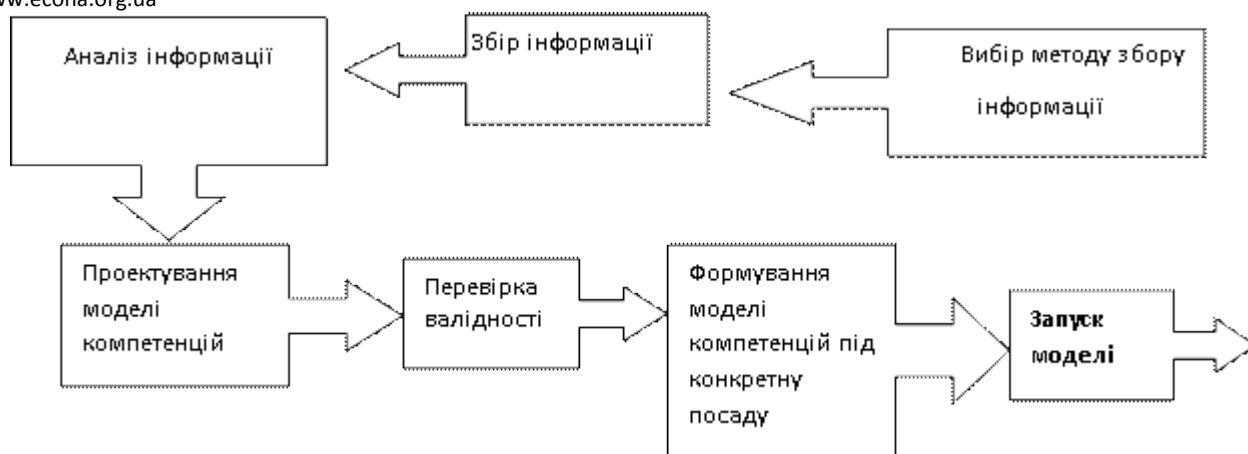 ww.econa.org.ua
Аналіз інформації
Збір інформації
Вибір методу збору
інформації
Проектування
моделі
компетенцій
Перевірка
валідності
Формування
моделі
компетенцій під
конкретну
посаду
Запуск
моделі